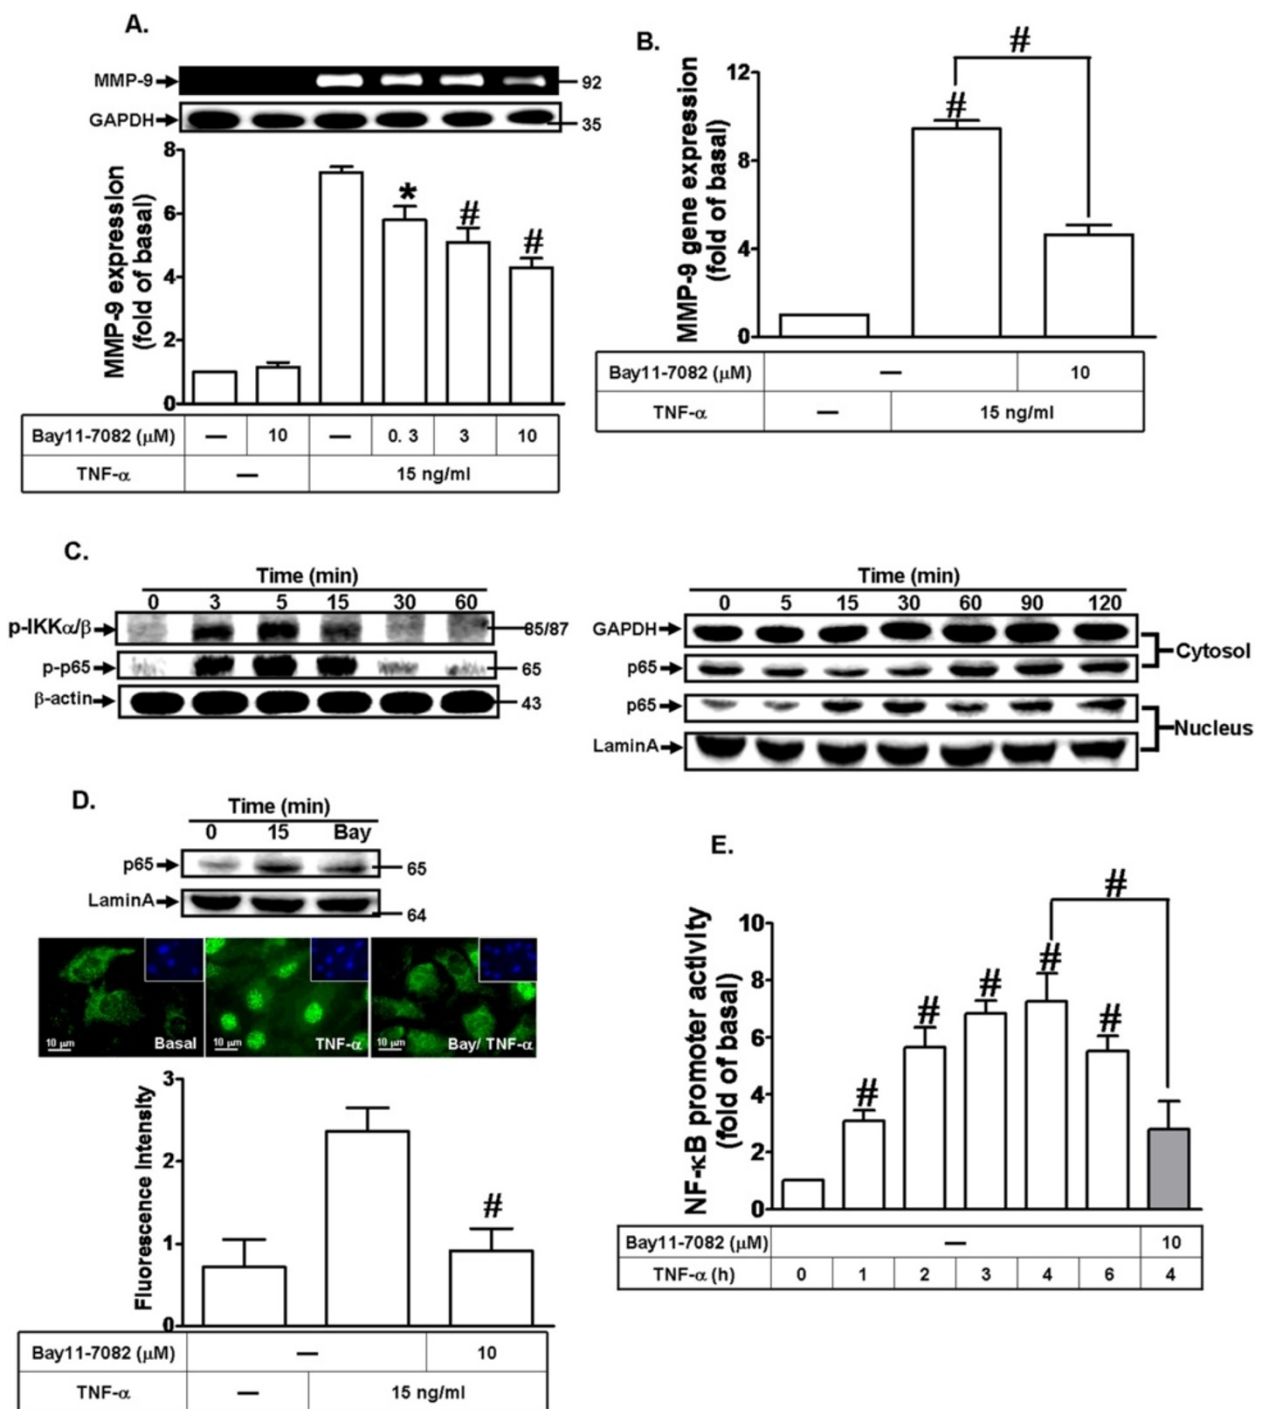 A.
MMP-9 92
GAPDH 35
MMP-9 expression
(fold of basal)
8
6
4
2
0
* # #
Bay11-7082 (μM) — 10 — 0. 3 3 10
TNF-α — 15 ng/ml
B.
#
MMP-9 gene expression
(fold of basal)
12
8
4
0
#
Bay11-7082 (μM) — 10
TNF-α — 15 ng/ml
C.
Time (min)
0 3 5 15 30 60
p-IKKα/β 85/87
p-p65 65
β-actin 43
Time (min)
0 5 15 30 60 90 120
GAPDH
p65
Cytosol
p65
LaminA
Nucleus
D.
Time (min)
0 15 Bay
p65 65
LaminA 64
10 μm Basal
10 μm TNF-α
10 μm Bay/ TNF-α
Fluorescence Intensity
3
2
1
0
#
Bay11-7082 (μM) — 10
TNF-α — 15 ng/ml
E.
#
NF-κB promoter activity
(fold of basal)
10
8
6
4
2
0
# # # # #
Bay11-7082 (μM) — 10
TNF-α (h) 0 1 2 3 4 6 4